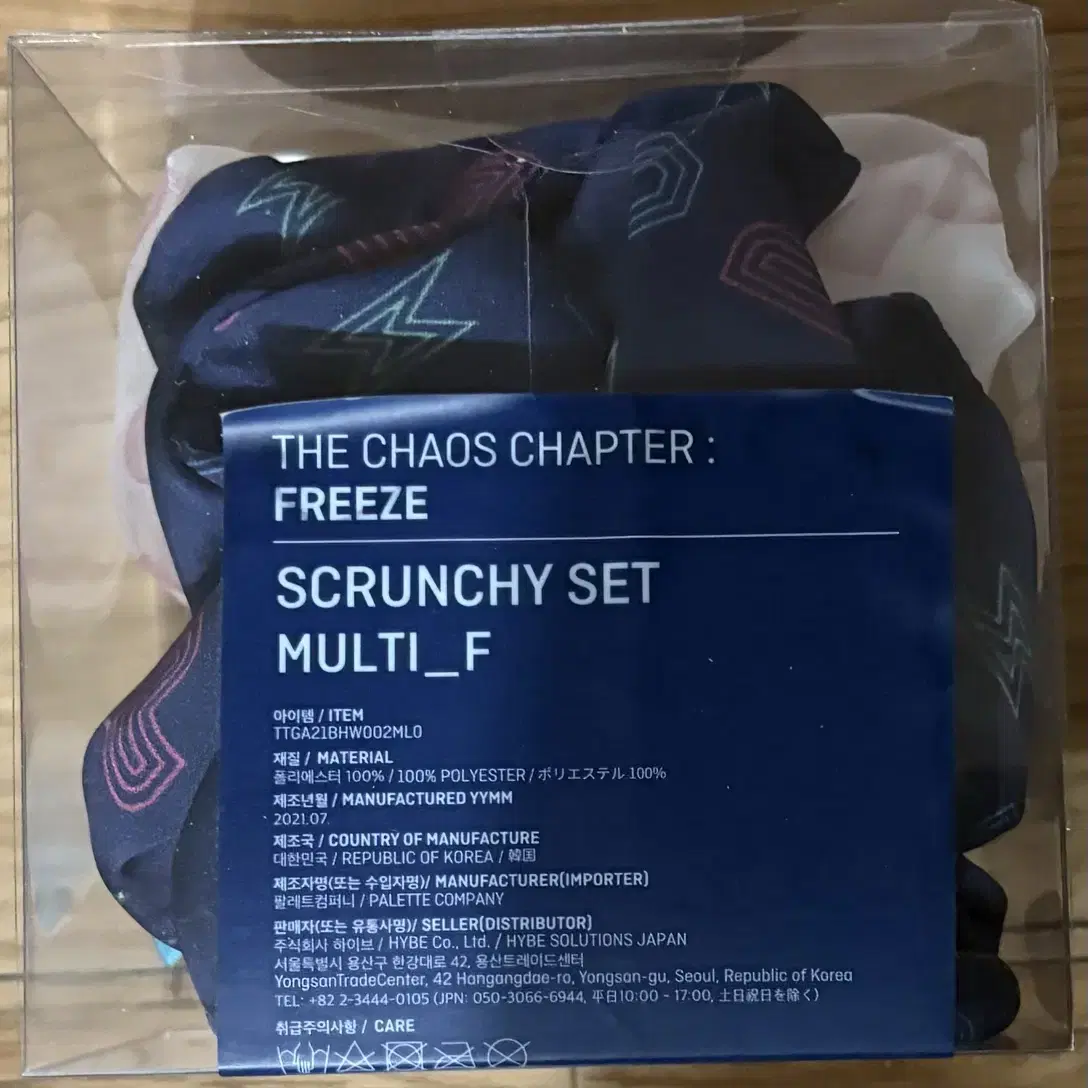 THE CHAOS CHAPTER :
FREEZE
SCRUNCHY SET
MULTI_F
아이템 / ITEM
TTGA21BHW002ML0
재질 / MATERIAL
폴리에스터 100% / 100% POLYESTER / ポリエステル 100%
제조년월 / MANUFACTURED YYMM
2021.07.
제조국 / COUNTRY OF MANUFACTURE
대한민국 / REPUBLIC OF KOREA / 韓国
제조자명(또는 수입자명)/ MANUFACTURER(IMPORTER)
팔레트컴퍼니 / PALETTE COMPANY
판매자(또는 유통사명)/ SELLER(DISTRIBUTOR)
주식회사 하이브 / HYBE Co., Ltd. / HYBE SOLUTIONS JAPAN
서울특별시 용산구 한강대로 42, 용산트레이드센터
YongsanTradeCenter, 42 Hangangdae-ro, Yongsan-gu, Seoul, Republic of Korea
TEL: +82 2-3444-0105 (JPN: 050-3066-6944, 平日10:00 - 17:00, 土日祝日を除く)
취급주의사항 / CARE